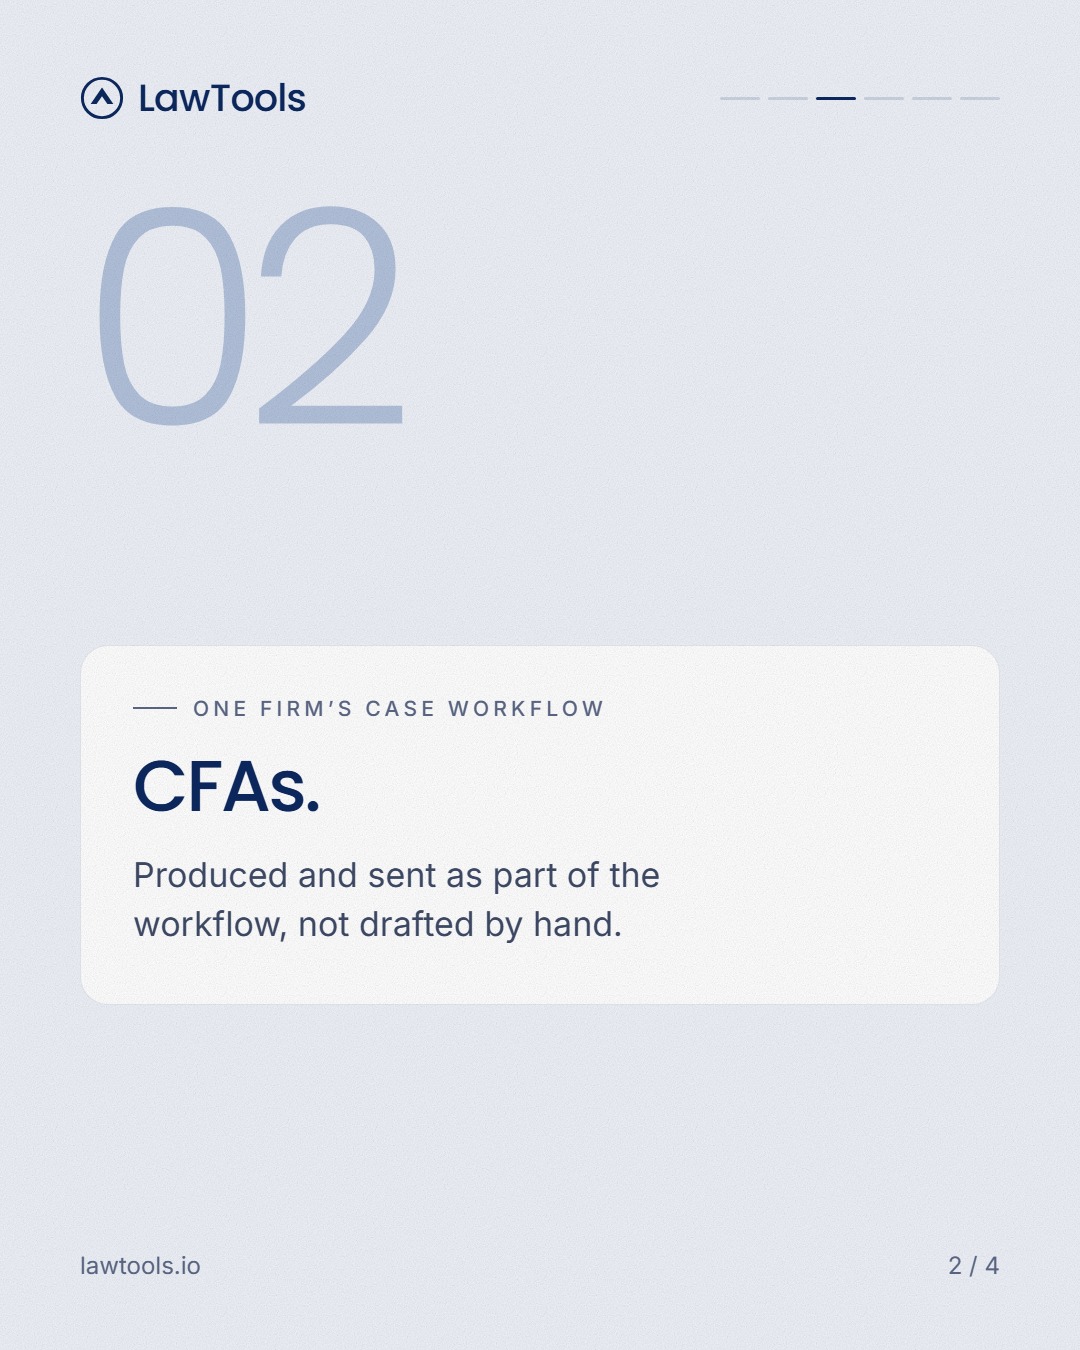 LawTools
02
ONE FIRM’S CASE WORKFLOW
CFAs.
Produced and sent as part of the
workflow, not drafted by hand.
lawtools.io
2 / 4